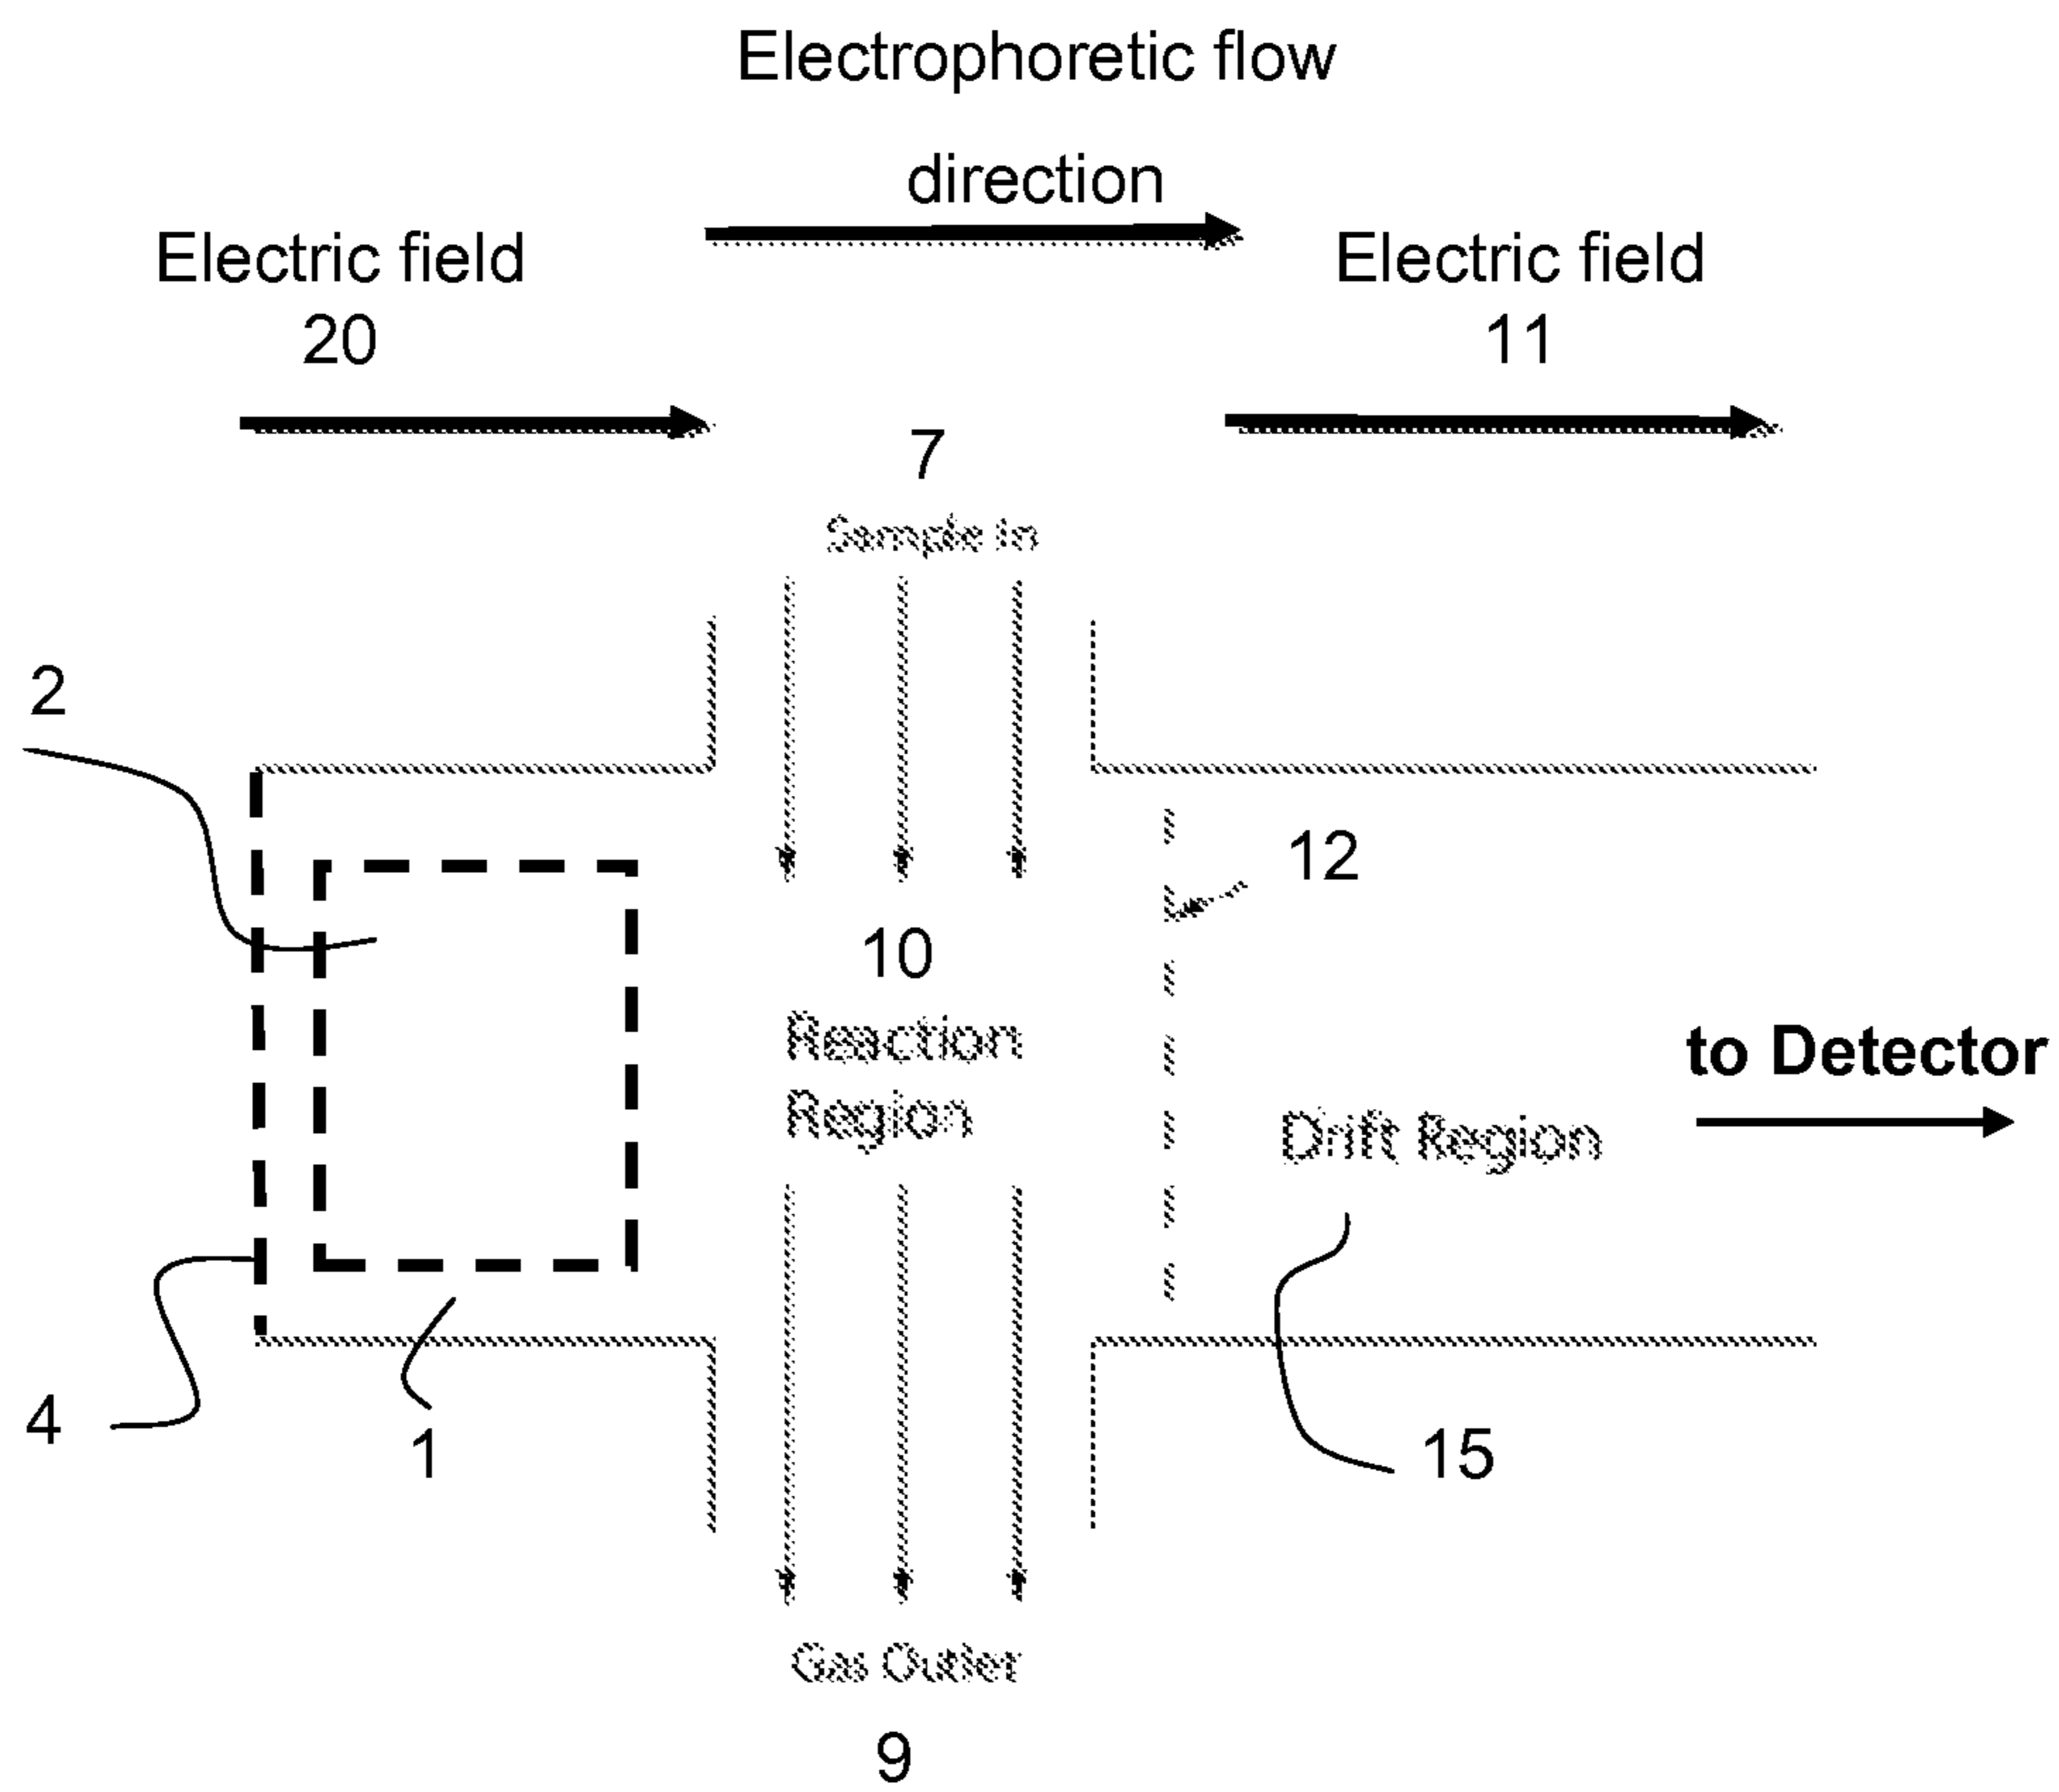 Electrophoretic flow
direction
Electric field
20
Electric field
11
7
Sample in
2
12
10
Reaction
Region
to Detector
Drift Region
4
1
15
Gas Outlet
9